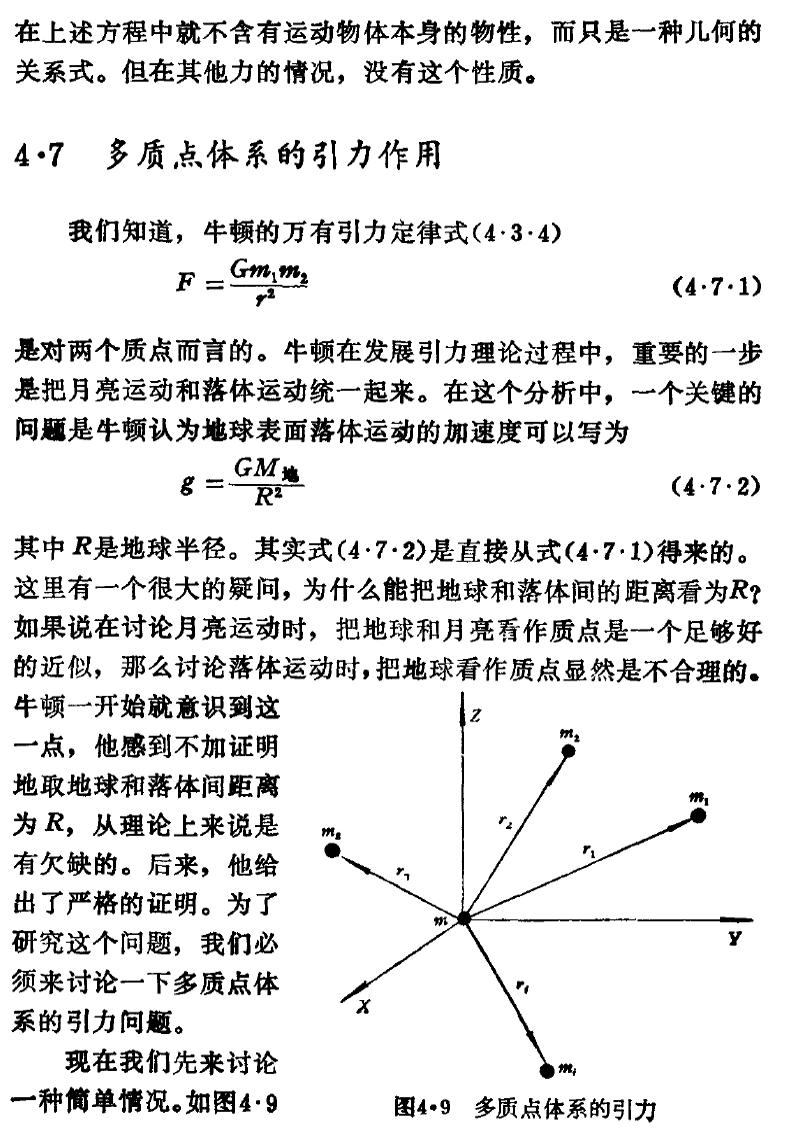 在上述方程中就不含有运动物体本身的物性，而只是一种几何的
关系式。但在其他力的情况，没有这个性质。
4·7 多质点体系的引力作用
我们知道，牛顿的万有引力定律式(4·3·4)
F = Gm₁m₂/r² (4·7·1)
是对两个质点而言的。牛顿在发展引力理论过程中，重要的一步
是把月亮运动和落体运动统一起来。在这个分析中，一个关键的
问题是牛顿认为地球表面落体运动的加速度可以写为
g = GM地/R² (4·7·2)
其中R是地球半径。其实式(4·7·2)是直接从式(4·7·1)得来的。
这里有一个很大的疑问，为什么能把地球和落体间的距离看为R？
如果说在讨论月亮运动时，把地球和月亮看作质点是一个足够好
的近似，那么讨论落体运动时，把地球看作质点显然是不合理的。
牛顿一开始就意识到这
一点，他感到不加证明
地取地球和落体间距离
为R，从理论上来说是
有欠缺的。后来，他给
出了严格的证明。为了
研究这个问题，我们必
须来讨论一下多质点体
系的引力问题。
现在我们先来讨论
一种简单情况。如图4·9
Z
m₂
m₁
r₂
r₁
m
Y
X
rᵢ
mᵢ
图4·9 多质点体系的引力